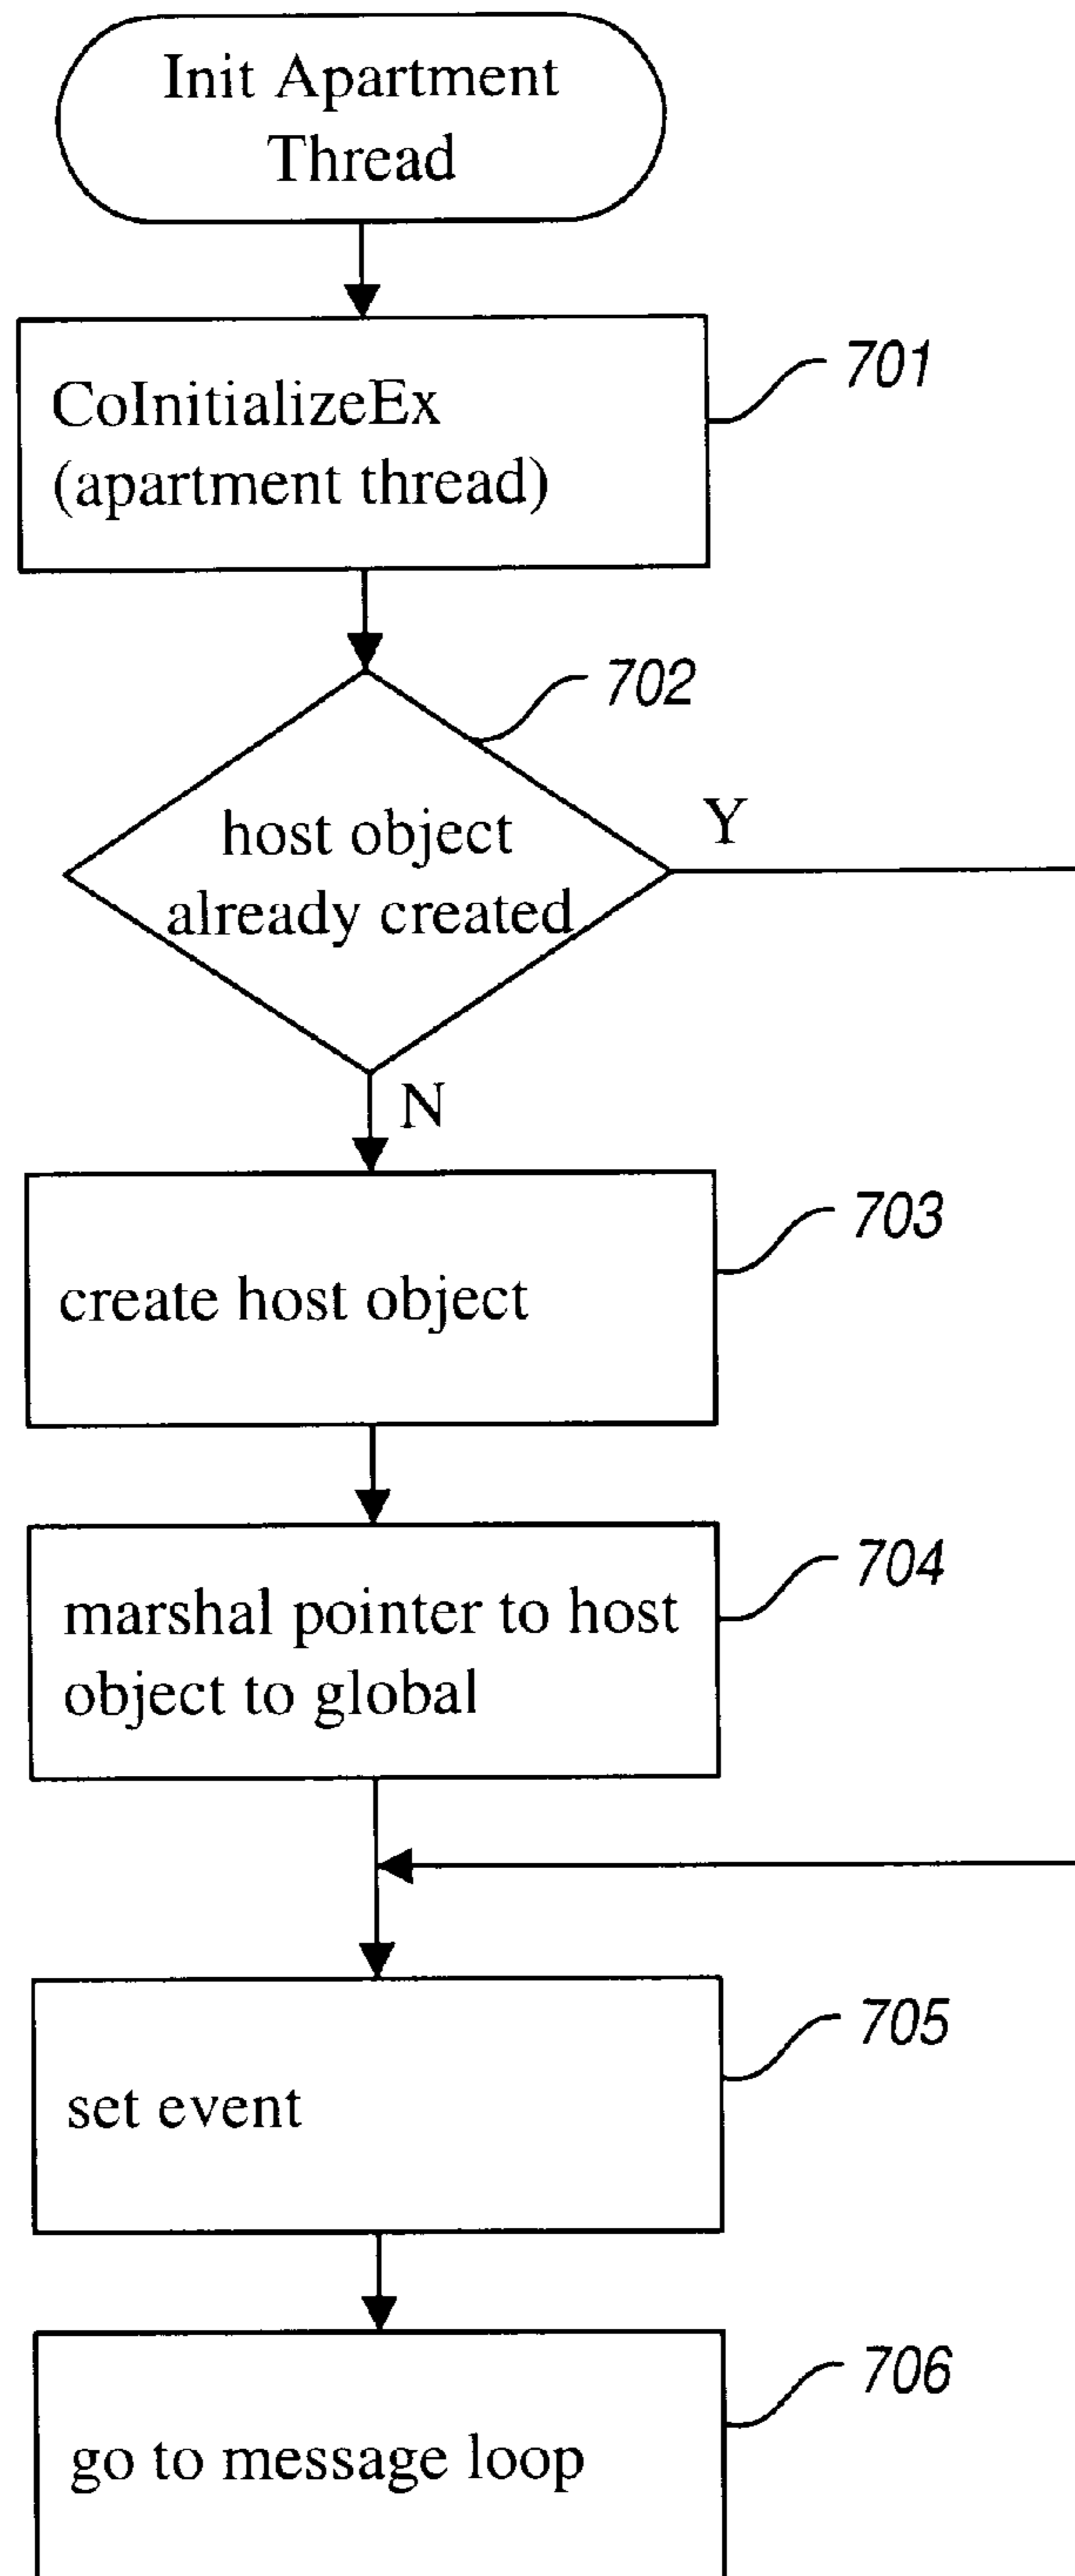 Init Apartment
Thread
CoInitializeEx
(apartment thread)
701
702
host object
already created
Y
N
create host object
703
marshal pointer to host
object to global
704
set event
705
go to message loop
706